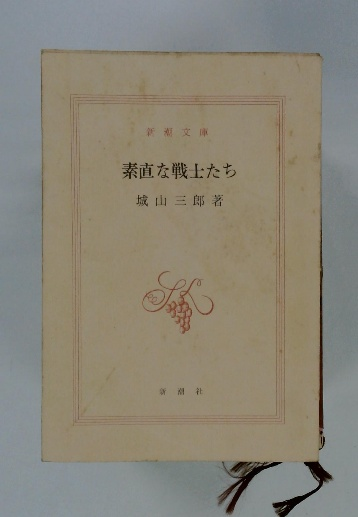 新潮文庫
素直な戦士たち
城山三郎著
新潮社